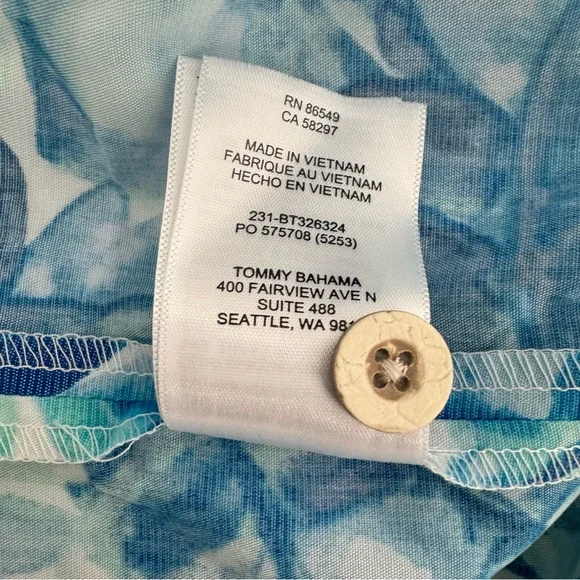 RN 86549
CA 58297
MADE IN VIETNAM
FABRIQUE AU VIETNAM
HECHO EN VIETNAM
231-BT326324
PO 575708 (5253)
TOMMY BAHAMA
400 FAIRVIEW AVE N
SUITE 488
SEATTLE, WA